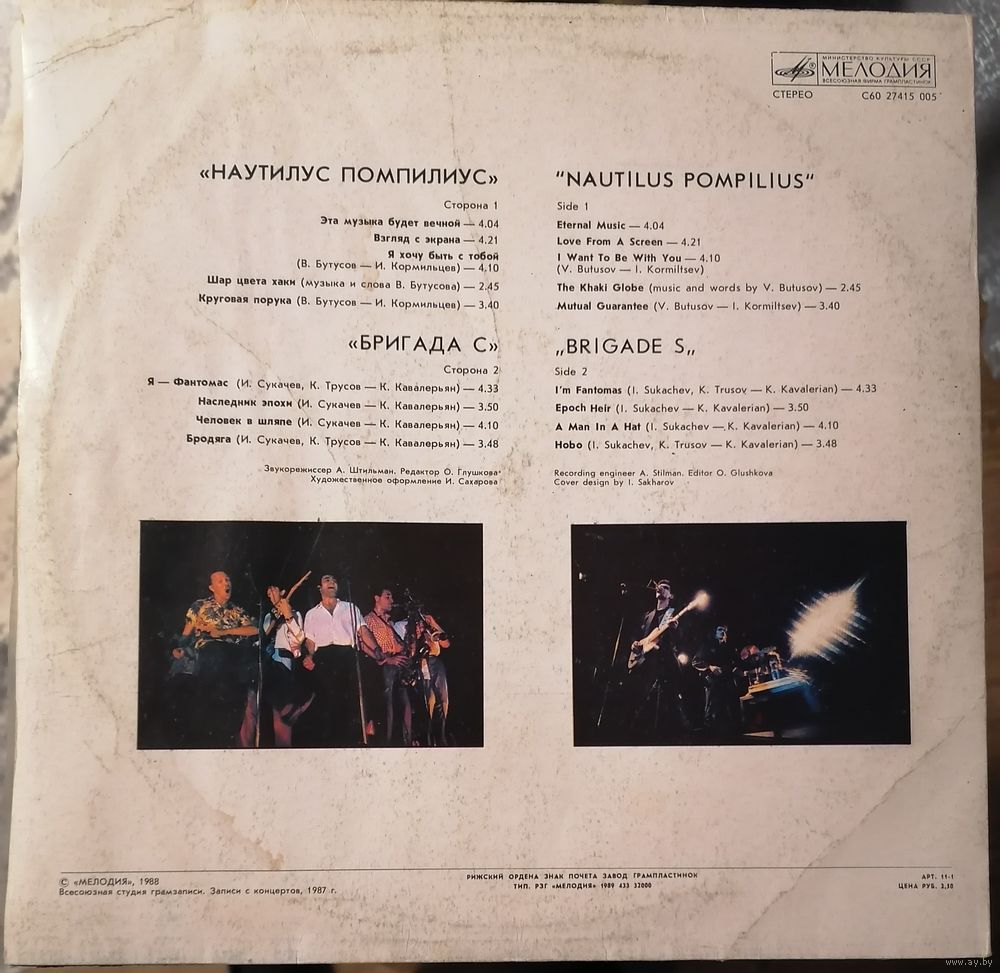 МИНИСТЕРСТВО КУЛЬТУРЫ СССР
МЕЛОДИЯ
ВСЕСОЮЗНАЯ ФИРМА ГРАМПЛАСТИНОК
СТЕРЕО С60 27415 005
«НАУТИЛУС ПОМПИЛИУС»
Сторона 1
Эта музыка будет вечной — 4.04
Взгляд с экрана — 4.21
Я хочу быть с тобой
(В. Бутусов — И. Кормильцев) — 4.10
Шар цвета хаки (музыка и слова В. Бутусова) — 2.45
Круговая порука (В. Бутусов — И. Кормильцев) — 3.40
«БРИГАДА С»
Сторона 2
Я — Фантомас (И. Сукачев, К. Трусов — К. Кавалерьян) — 4.33
Наследник эпохи (И. Сукачев — К. Кавалерьян) — 3.50
Человек в шляпе (И. Сукачев — К. Кавалерьян) — 4.10
Бродяга (И. Сукачев, К. Трусов — К. Кавалерьян) — 3.48
Звукорежиссер А. Штильман. Редактор О. Глушкова
Художественное оформление И. Сахарова
"NAUTILUS POMPILIUS"
Side 1
Eternal Music — 4.04
Love From A Screen — 4.21
I Want To Be With You — 4.10
(V. Butusov — I. Kormiltsev)
The Khaki Globe (music and words by V. Butusov) — 2.45
Mutual Guarantee (V. Butusov — I. Kormiltsev) — 3.40
„BRIGADE S„
Side 2
I'm Fantomas (I. Sukachev, K. Trusov — K. Kavalerian) — 4.33
Epoch Heir (I. Sukachev — K. Kavalerian) — 3.50
A Man In A Hat (I. Sukachev — K. Kavalerian) — 4.10
Hobo (I. Sukachev, K. Trusov — K. Kavalerian) — 3.48
Recording engineer A. Stilman. Editor O. Glushkova
Cover design by I. Sakharov
© «МЕЛОДИЯ», 1988
Всесоюзная студия грамзаписи. Записи с концертов, 1987 г.
РИЖСКИЙ ОРДЕНА ЗНАК ПОЧЕТА ЗАВОД ГРАМПЛАСТИНОК
ТИП. РЗГ «МЕЛОДИЯ» 1989 433 32000
АРТ. 11-1
ЦЕНА РУБ. 3,50
www.ay.by